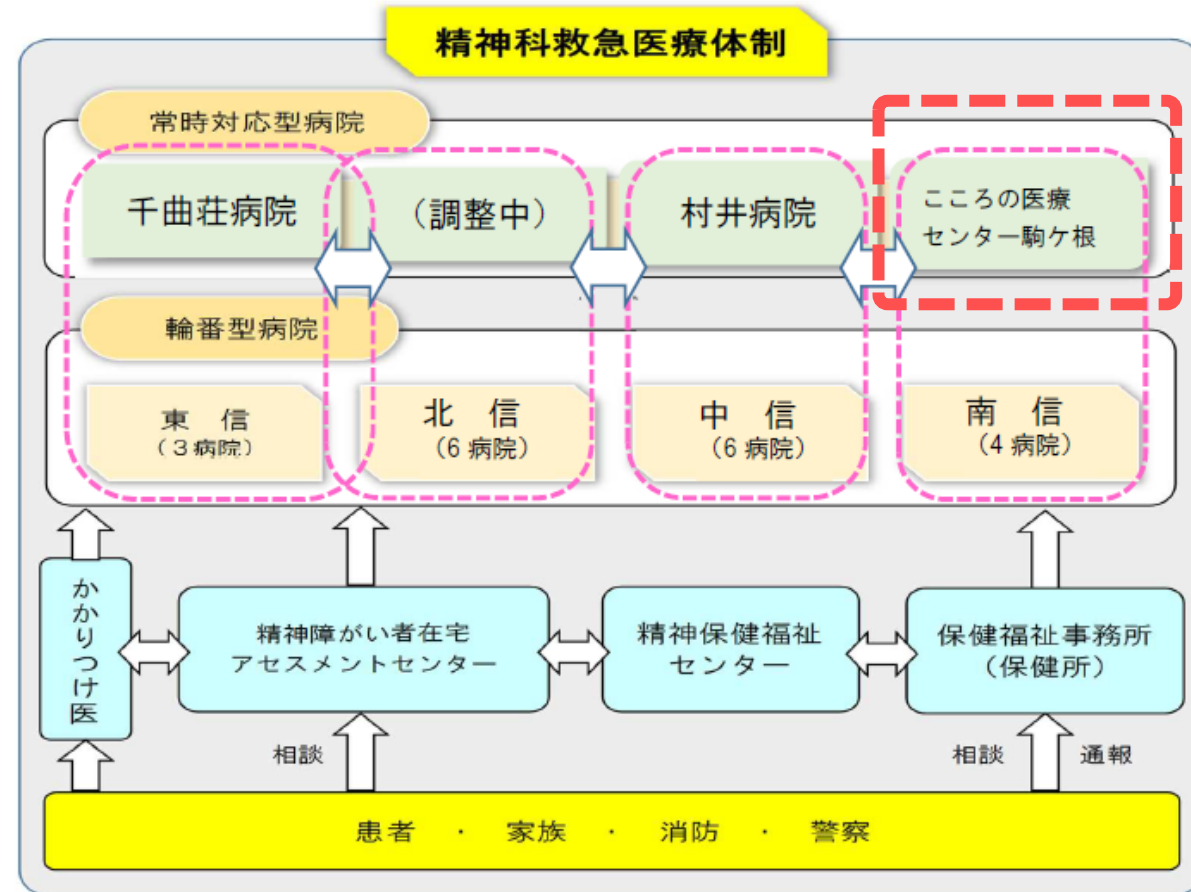 精神科救急医療体制
常時対応型病院
千曲荘病院
（調整中）
村井病院
こころの医療
センター駒ケ根
輪番型病院
東 信
（３病院）
北 信
（6 病院）
中 信
（6 病院）
南 信
（4 病院）
かかりつけ医
精神障がい者在宅
アセスメントセンター
精神保健福祉
センター
保健福祉事務所
（保健所）
相談
相談
通報
患者 ・ 家族 ・ 消防 ・ 警察